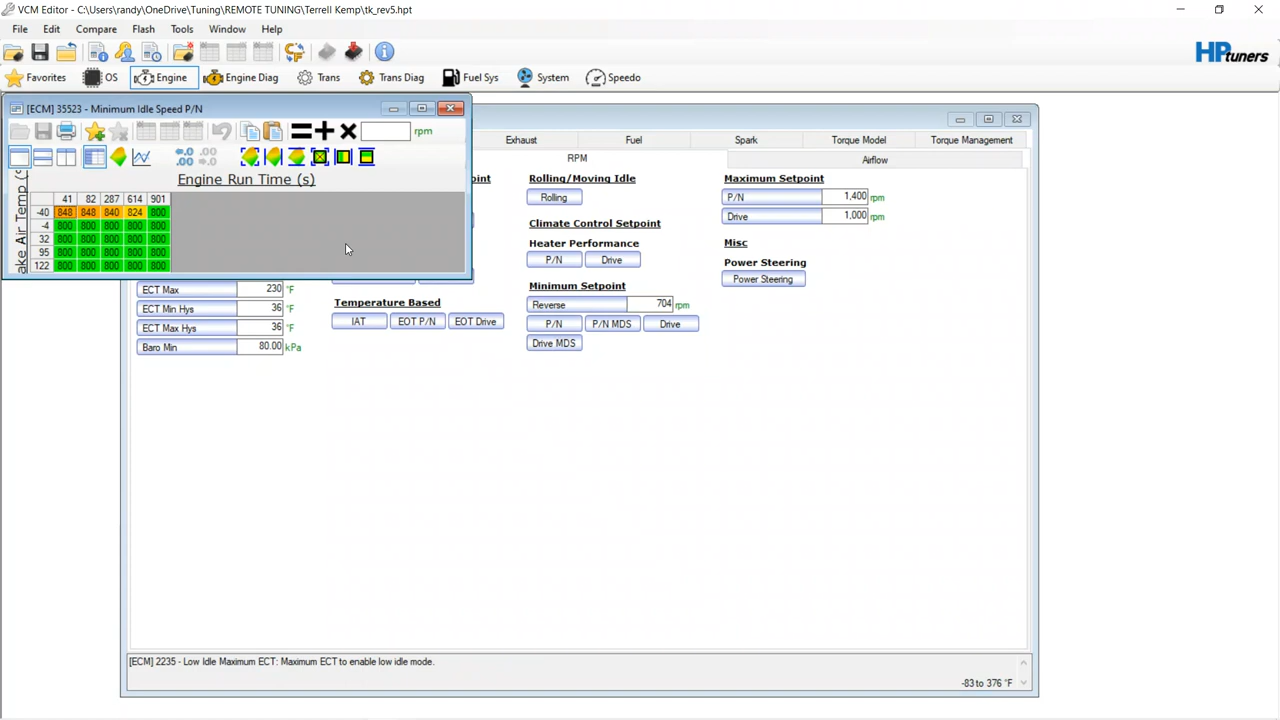 VCM Editor - C:\Users\randy\OneDrive\Tuning\REMOTE TUNING\Terrell Kemp\tk_rev5.hpt
File Edit Compare Flash Tools Window Help
HPtuners
Favorites OS Engine Engine Diag Trans Trans Diag Fuel Sys System Speedo
[ECM] 35523 - Minimum Idle Speed P/N
rpm
Engine Run Time (s)
41 82 287 614 901
-40 848 848 840 824 800
-4 800 800 800 800 800
32 800 800 800 800 800
95 800 800 800 800 800
122 800 800 800 800 800
ake Air Temp (
Exhaust Fuel Spark Torque Model Torque Management
RPM Airflow
ECT Max 230 °F
ECT Min Hys 36 °F
ECT Max Hys 36 °F
Baro Min 80.00 kPa
Temperature Based
IAT EOT P/N EOT Drive
Rolling/Moving Idle
Rolling
Climate Control Setpoint
Heater Performance
P/N Drive
Minimum Setpoint
Reverse 704 rpm
P/N P/N MDS Drive
Drive MDS
Maximum Setpoint
P/N 1,400 rpm
Drive 1,000 rpm
Misc
Power Steering
Power Steering
[ECM] 2235 - Low Idle Maximum ECT: Maximum ECT to enable low idle mode.
-83 to 376 °F